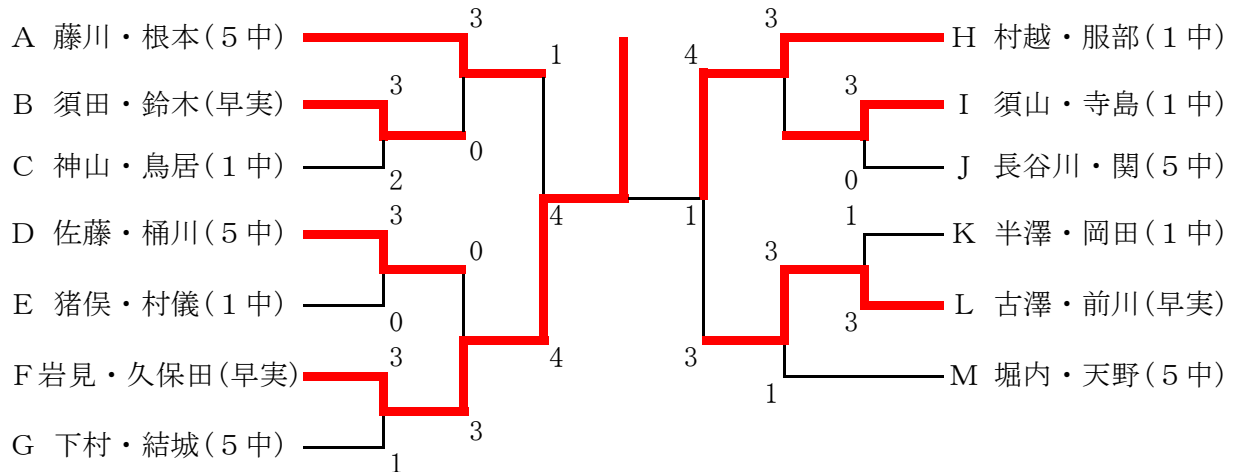 3
3
A 藤川・根本(５中)
H 村越・服部(１中)
1
4
3
3
B 須田・鈴木(早実)
I 須山・寺島(１中)
0
C 神山・鳥居(１中)
J 長谷川・関(５中)
2
0
3
4
1
1
D 佐藤・桶川(５中)
K 半澤・岡田(１中)
0
3
E 猪俣・村儀(１中)
L 古澤・前川(早実)
0
3
3
4
3
F岩見・久保田(早実)
M 堀内・天野(５中)
1
3
G 下村・結城(５中)
1